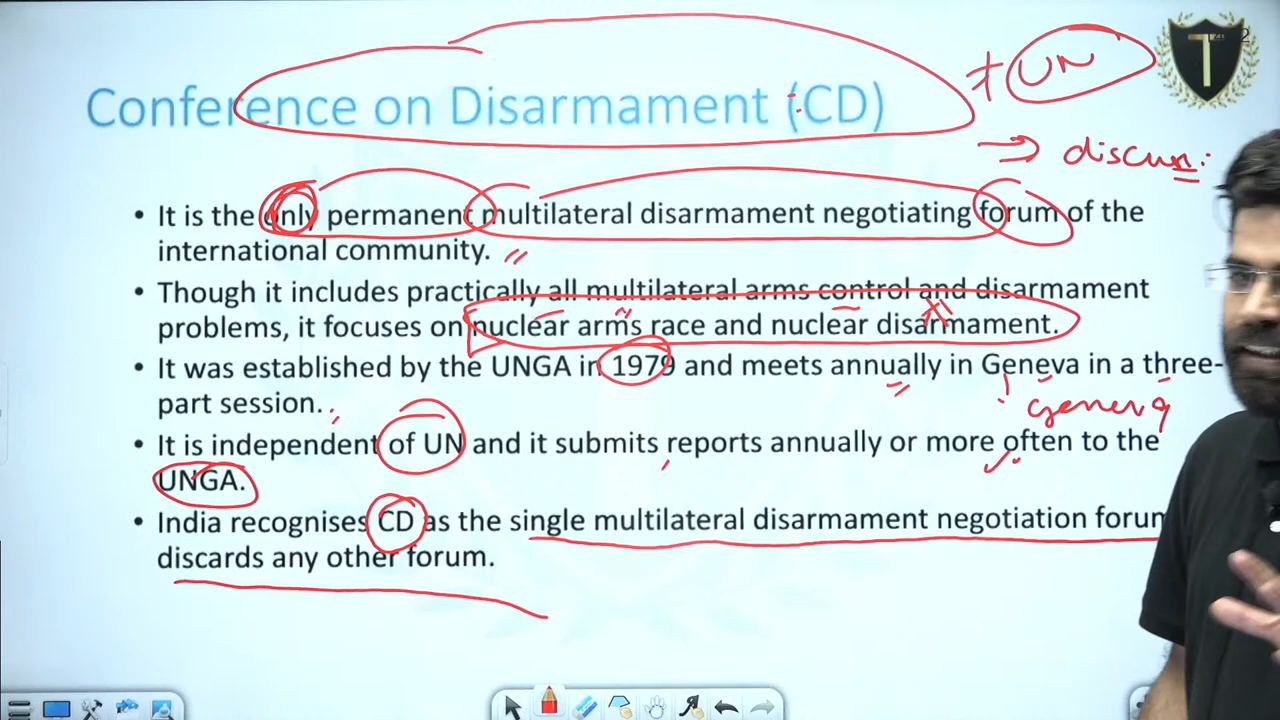 Conference on Disarmament (CD)
≠ UN
→ discuss:
• It is the only permanent multilateral disarmament negotiating forum of the
international community.
• Though it includes practically all multilateral arms control and disarmament
problems, it focuses on nuclear arms race and nuclear disarmament.
• It was established by the UNGA in 1979 and meets annually in Geneva in a three-
part session.
Geneva
• It is independent of UN and it submits reports annually or more often to the
UNGA.
• India recognises CD as the single multilateral disarmament negotiation forum
discards any other forum.
T